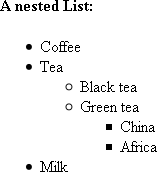 A nested List:
Coffee
Tea
Black tea
Green tea
China
Africa
Milk